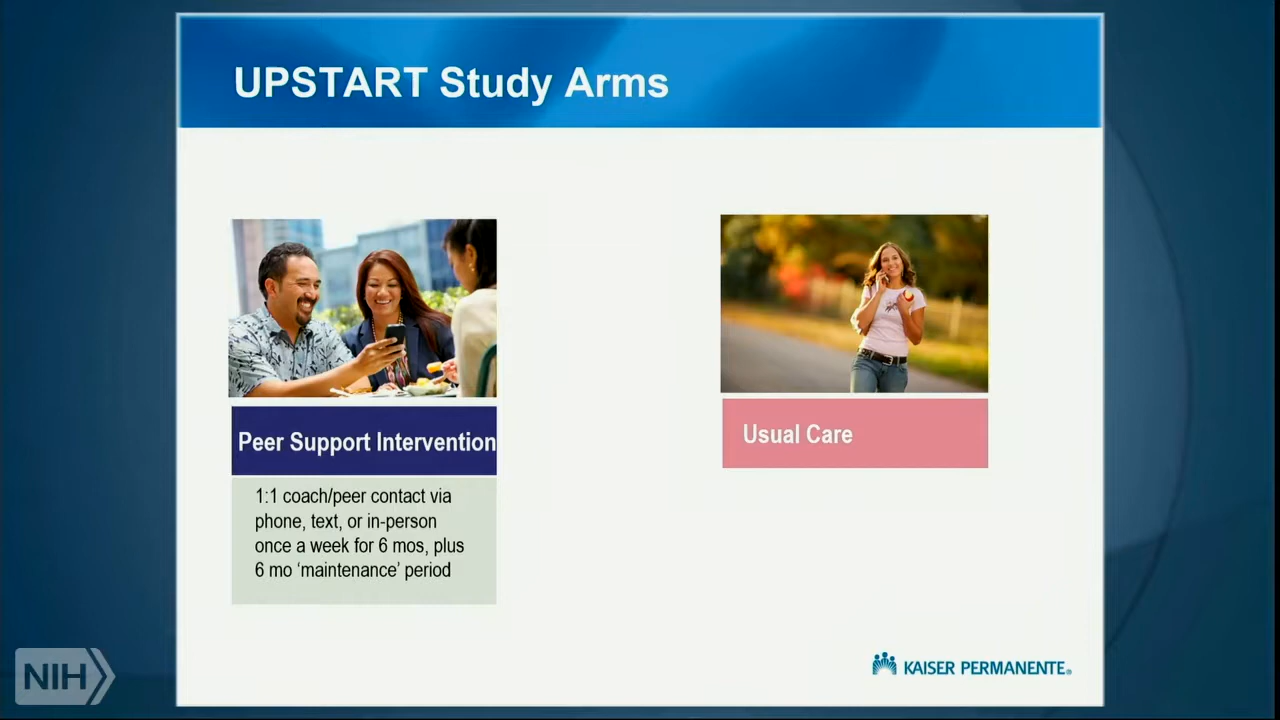 UPSTART Study Arms
Peer Support Intervention
1:1 coach/peer contact via
phone, text, or in-person
once a week for 6 mos, plus
6 mo ‘maintenance’ period
Usual Care
KAISER PERMANENTE®
NIH